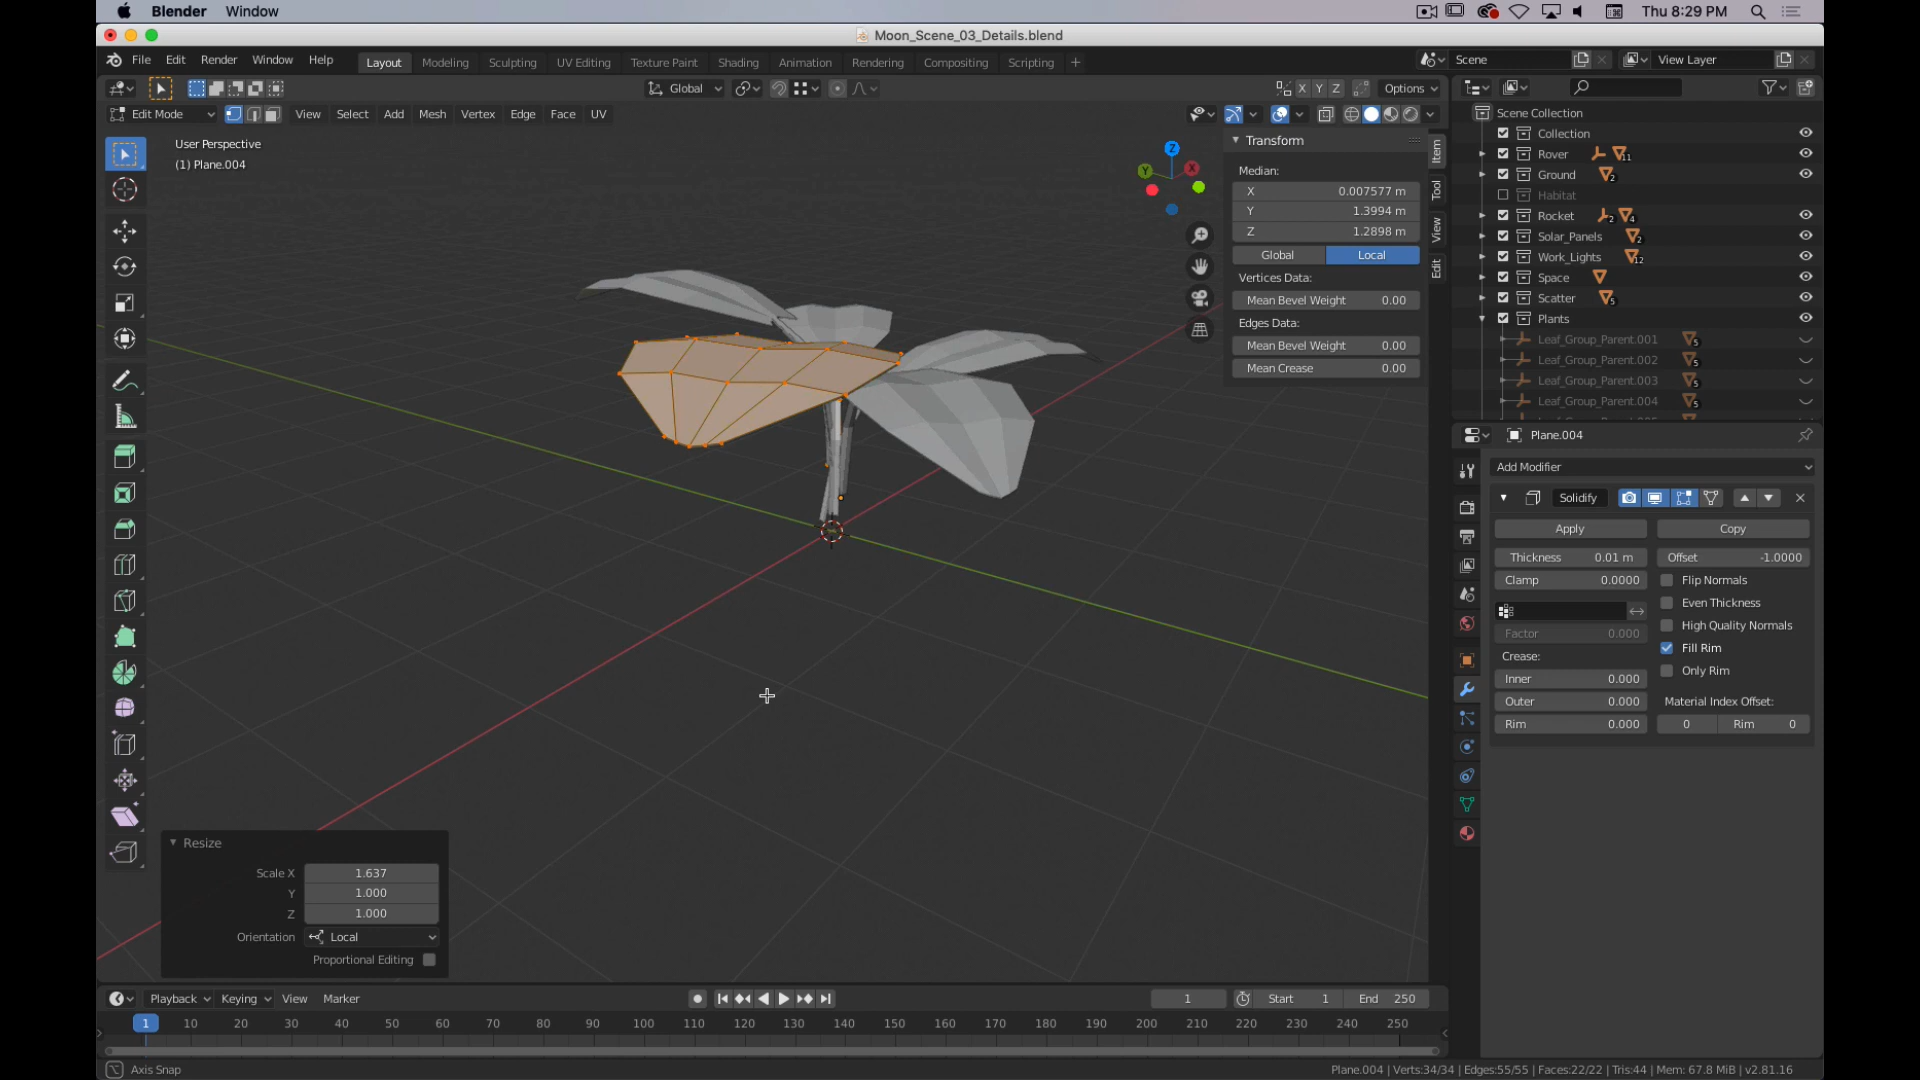 Blender Window
Thu 8:29 PM
Moon_Scene_03_Details.blend
File Edit Render Window Help
Layout Modeling Sculpting UV Editing Texture Paint Shading Animation Rendering Compositing Scripting +
Scene
View Layer
Global
X Y Z Options
Edit Mode View Select Add Mesh Vertex Edge Face UV
User Perspective
(1) Plane.004
Z
Y X
Transform
Median:
X 0.007577 m
Y 1.3994 m
Z 1.2898 m
Global Local
Vertices Data:
Mean Bevel Weight 0.00
Edges Data:
Mean Bevel Weight 0.00
Mean Crease 0.00
Item
Tool
View
Edit
Scene Collection
Collection
Rover 11
Ground 2
Habitat
Rocket 2 4
Solar_Panels 2
Work_Lights 12
Space
Scatter 5
Plants
Leaf_Group_Parent.001 5
Leaf_Group_Parent.002 5
Leaf_Group_Parent.003 5
Leaf_Group_Parent.004 5
Plane.004
Add Modifier
Solidify
Apply Copy
Thickness 0.01 m Offset -1.0000
Clamp 0.0000 Flip Normals
Even Thickness
High Quality Normals
Factor 0.000
Fill Rim
Crease:
Only Rim
Inner 0.000
Outer 0.000 Material Index Offset:
Rim 0.000 0 Rim 0
Resize
Scale X 1.637
Y 1.000
Z 1.000
Orientation Local
Proportional Editing
Playback Keying View Marker
1 Start 1 End 250
1 10 20 30 40 50 60 70 80 90 100 110 120 130 140 150 160 170 180 190 200 210 220 230 240 250
Axis Snap
Plane.004 | Verts:34/34 | Edges:55/55 | Faces:22/22 | Tris:44 | Mem: 67.8 MiB | v2.81.16